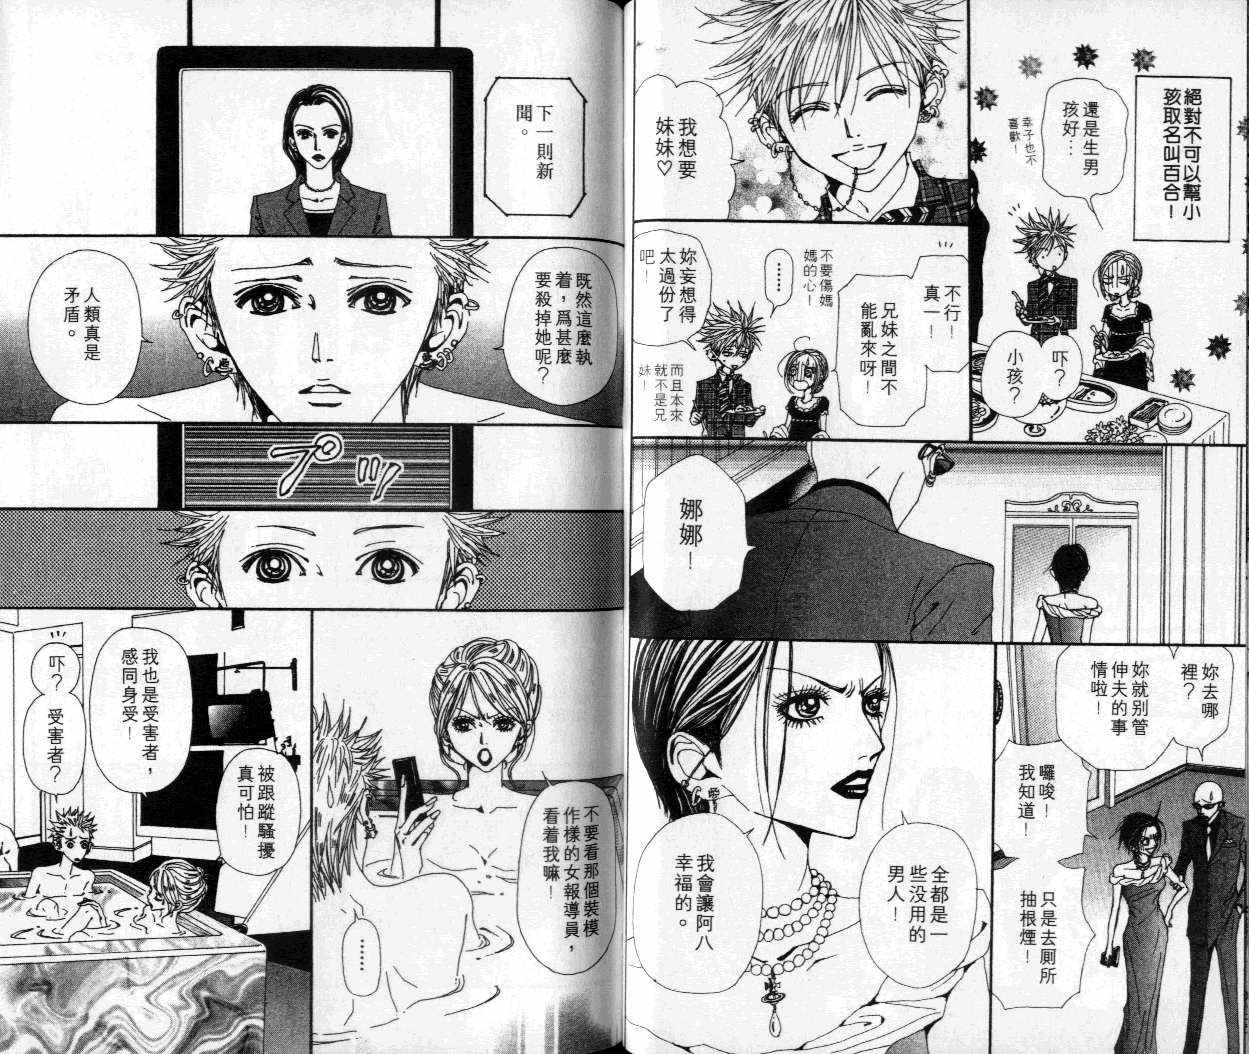 絕對不可以幫小
孩取名叫百合！
還是生男
孩好…
幸子也不
喜歡！
吓？
小孩？
我想要
妹妹♡
不行！
真一！
兄妹之間不
能亂來呀！
不要傷媽
媽的心！
……
妳妄想得
太過份了
吧！
而且本來
就不是兄
妹！
娜娜！
妳去哪
裡？
妳就別管
伸夫的事
情啦！
囉唆！
我知道！
只是去厠所
抽根煙！
全都是一
些没用的
男人！
我會讓阿八
幸福的。
下一則新
聞。
既然這麼執
着，爲甚麼
要殺掉她呢？
人類真是
矛盾。
プツ
不要看那個裝模
作樣的女報導員，
看着我嘛！
……
被跟蹤騷擾
真可怕！
我也是受害者，
感同身受！
吓？
受害者？